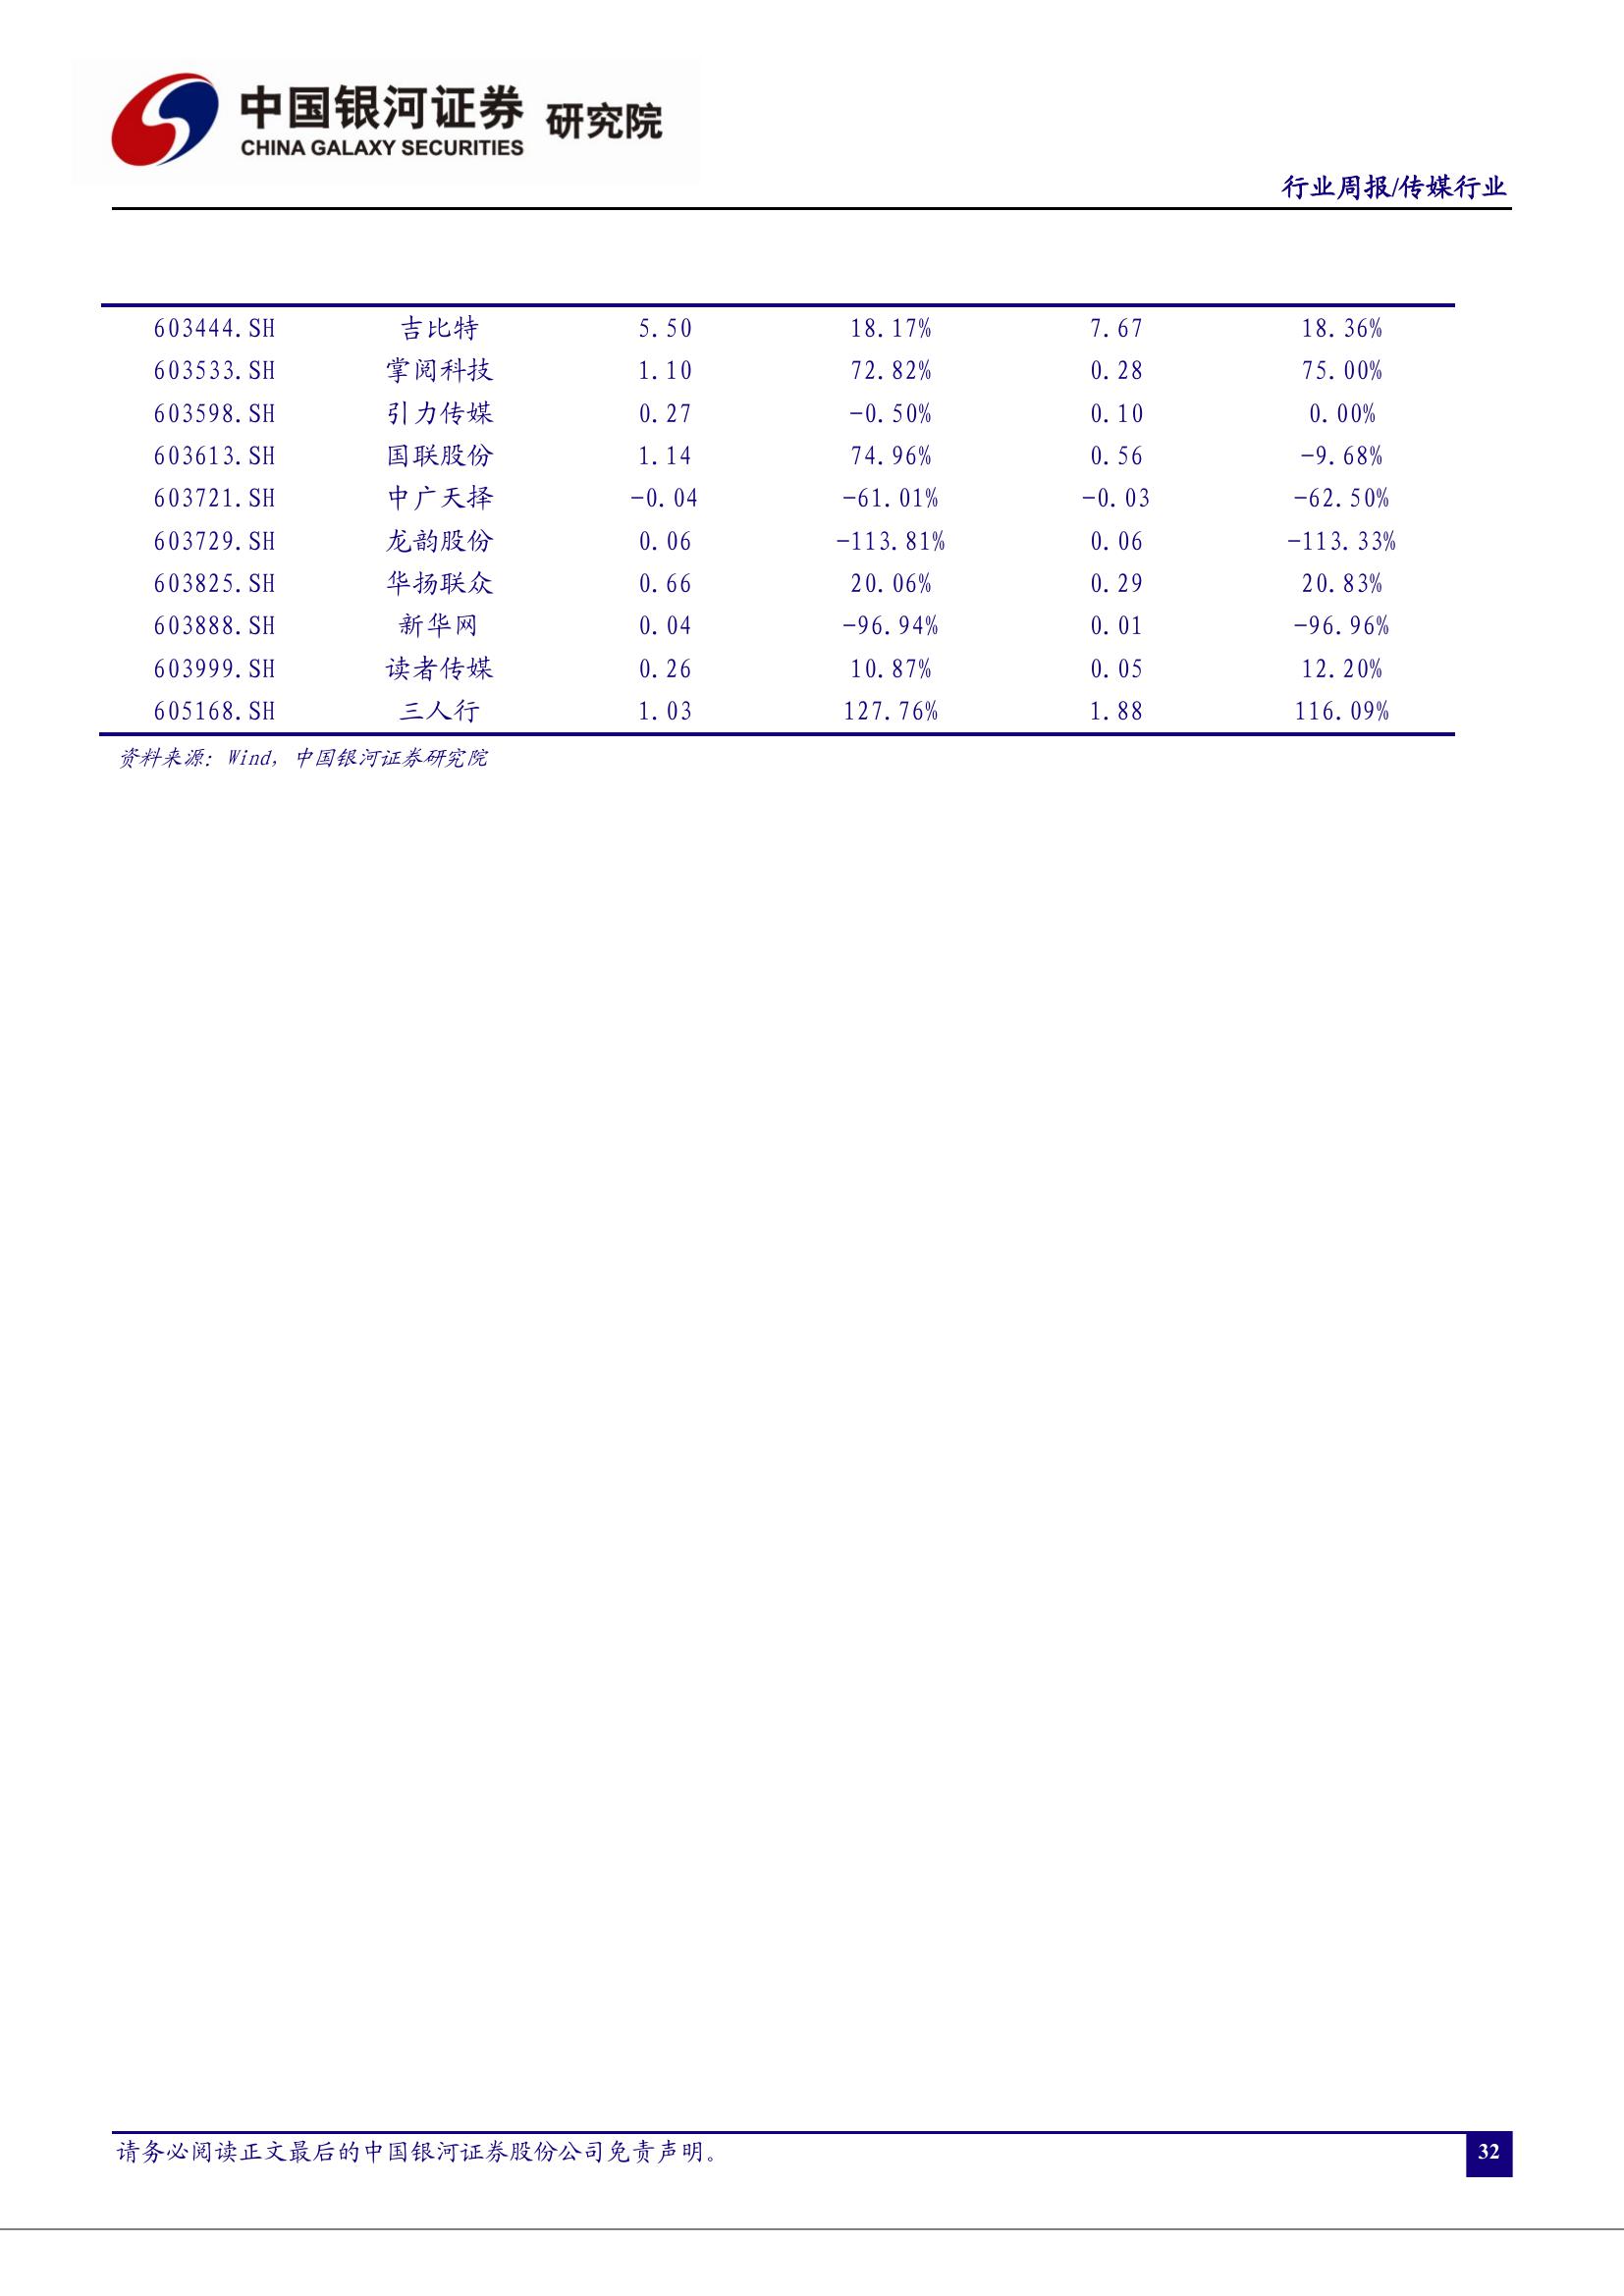 中国银河证券 研究院
CHINA GALAXY SECURITIES
行业周报/传媒行业
603444.SH 吉比特 5.50 18.17% 7.67 18.36%
603533.SH 掌阅科技 1.10 72.82% 0.28 75.00%
603598.SH 引力传媒 0.27 -0.50% 0.10 0.00%
603613.SH 国联股份 1.14 74.96% 0.56 -9.68%
603721.SH 中广天择 -0.04 -61.01% -0.03 -62.50%
603729.SH 龙韵股份 0.06 -113.81% 0.06 -113.33%
603825.SH 华扬联众 0.66 20.06% 0.29 20.83%
603888.SH 新华网 0.04 -96.94% 0.01 -96.96%
603999.SH 读者传媒 0.26 10.87% 0.05 12.20%
605168.SH 三人行 1.03 127.76% 1.88 116.09%
资料来源：Wind，中国银河证券研究院
请务必阅读正文最后的中国银河证券股份公司免责声明。 32